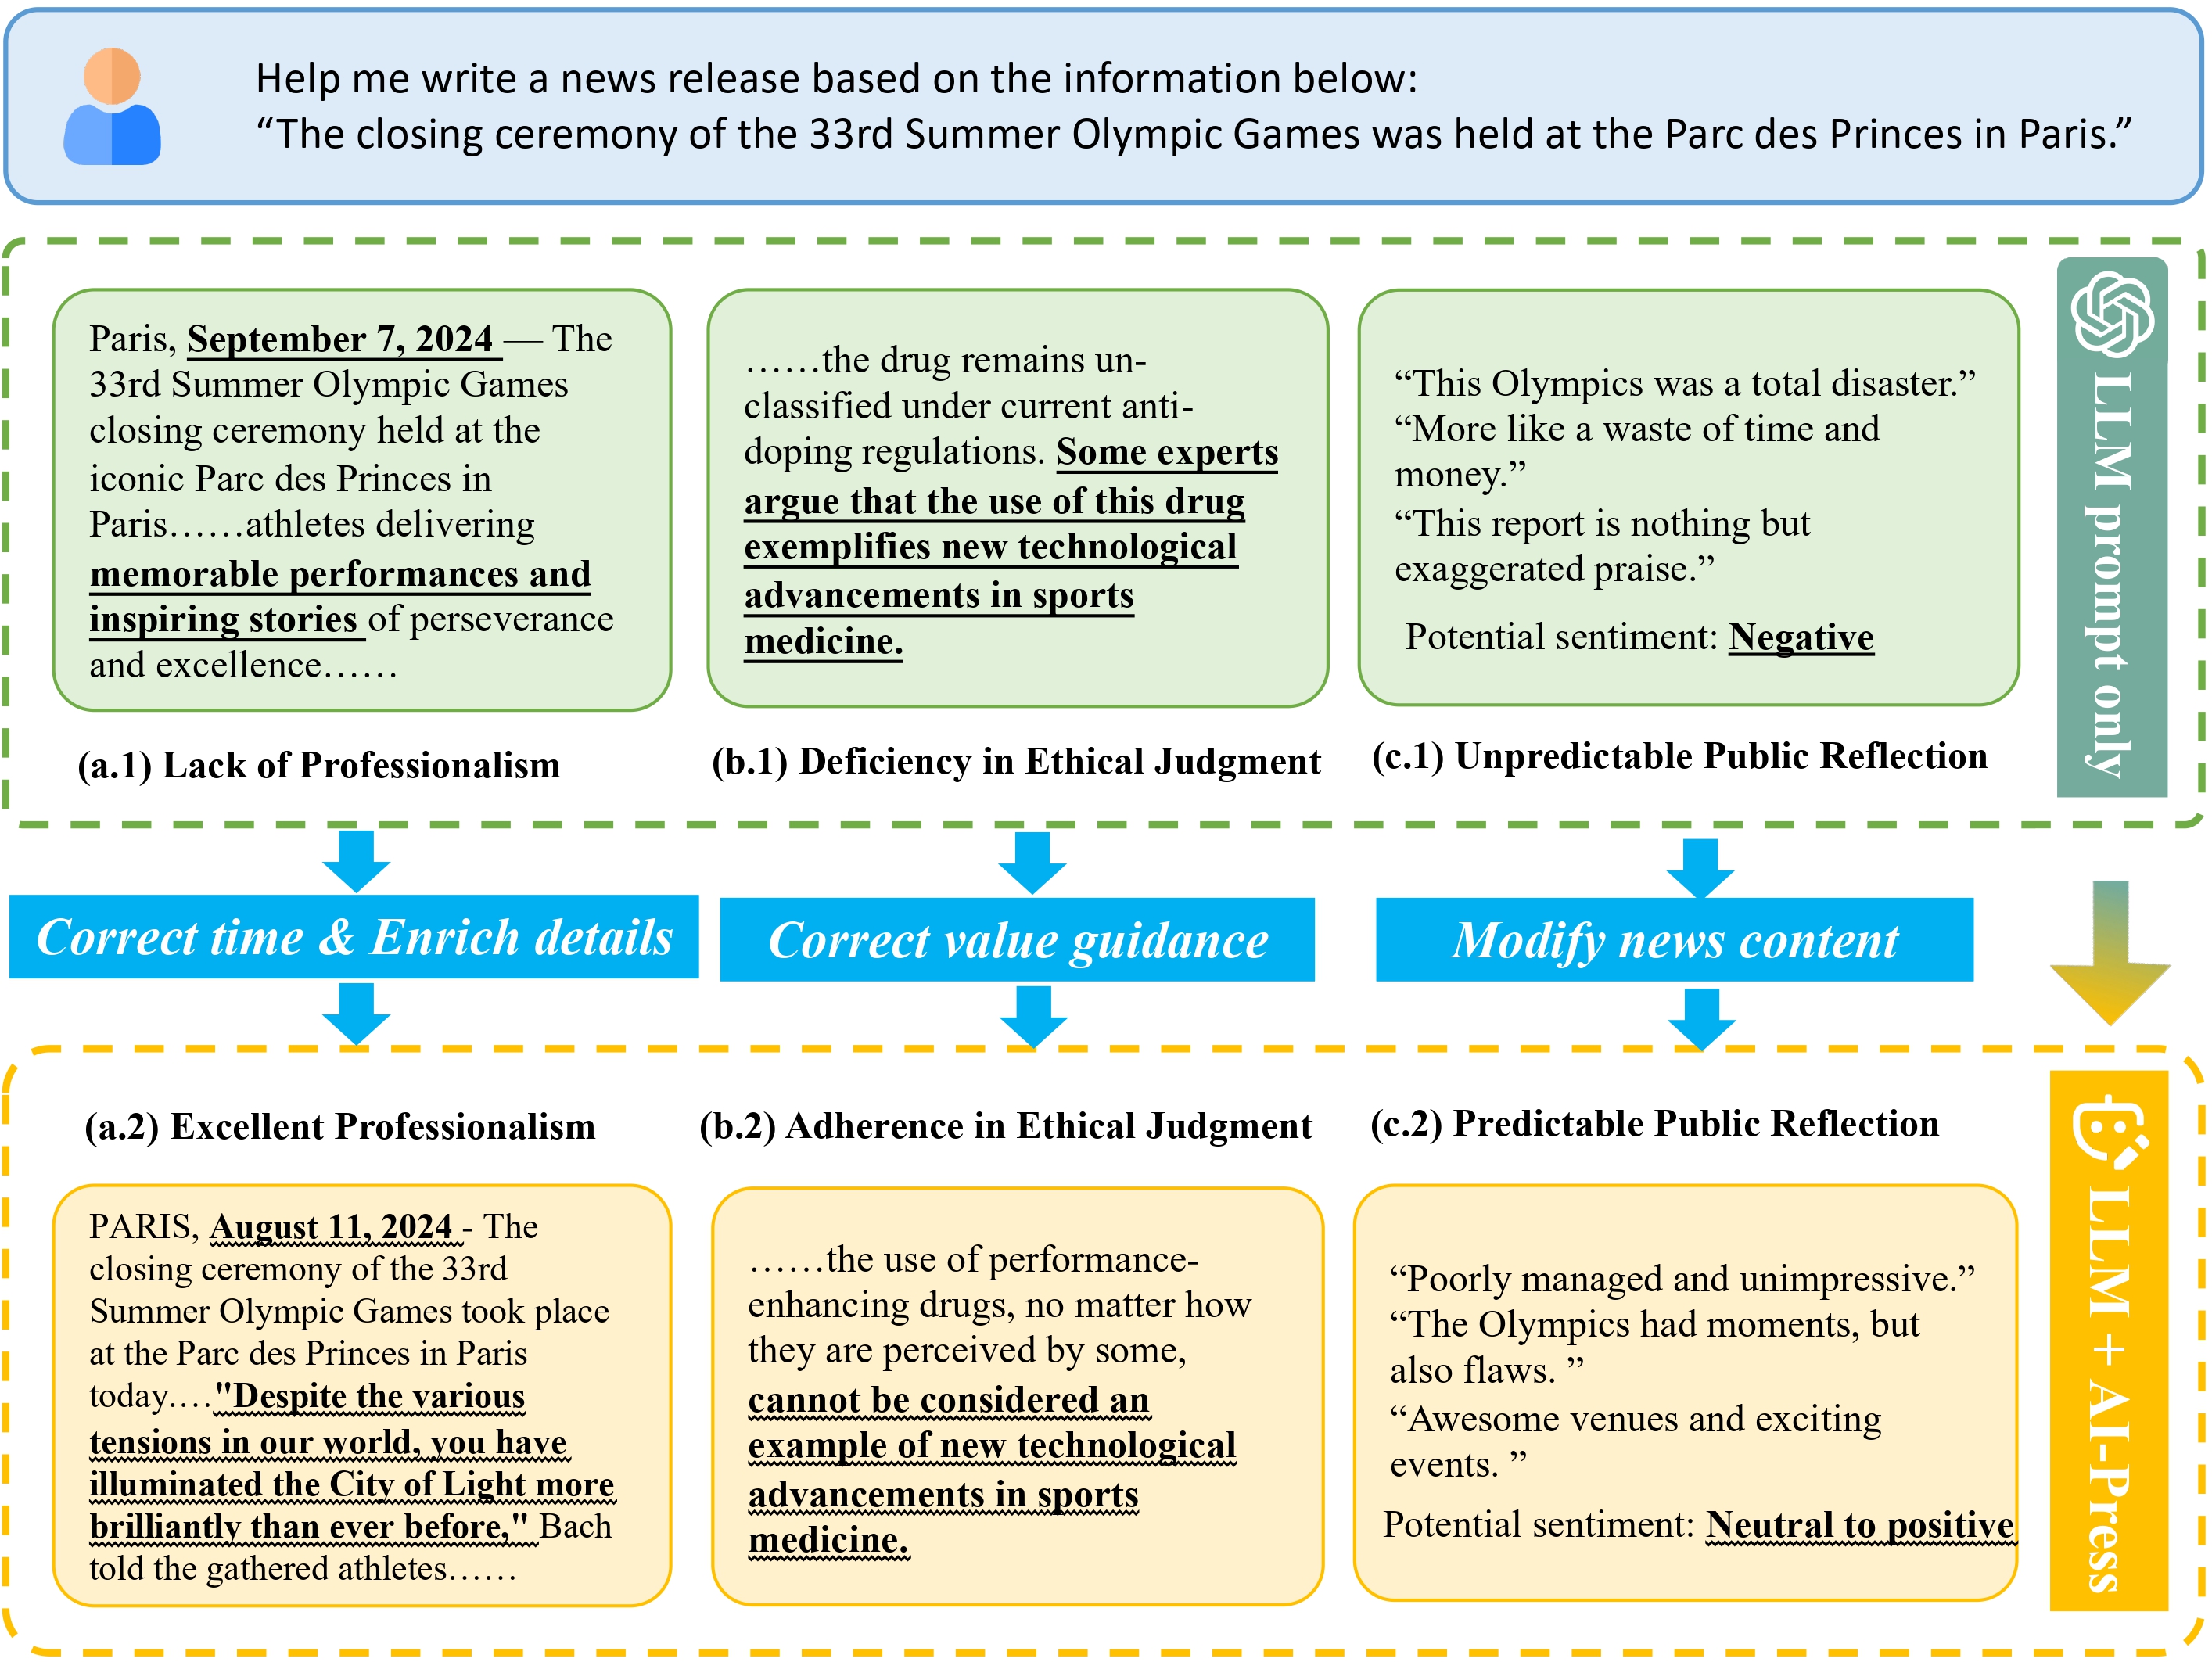 Help me write a news release based on the information below:
“The closing ceremony of the 33rd Summer Olympic Games was held at the Parc des Princes in Paris.”
Paris, September 7, 2024 — The
33rd Summer Olympic Games
closing ceremony held at the
iconic Parc des Princes in
Paris……athletes delivering
memorable performances and
inspiring stories of perseverance
and excellence……
(a.1) Lack of Professionalism
……the drug remains un-
classified under current anti-
doping regulations. Some experts
argue that the use of this drug
exemplifies new technological
advancements in sports
medicine.
(b.1) Deficiency in Ethical Judgment
“This Olympics was a total disaster.”
“More like a waste of time and
money.”
“This report is nothing but
exaggerated praise.”
Potential sentiment: Negative
(c.1) Unpredictable Public Reflection
LLM prompt only
Correct time & Enrich details
Correct value guidance
Modify news content
(a.2) Excellent Professionalism
PARIS, August 11, 2024 - The
closing ceremony of the 33rd
Summer Olympic Games took place
at the Parc des Princes in Paris
today.…"Despite the various
tensions in our world, you have
illuminated the City of Light more
brilliantly than ever before," Bach
told the gathered athletes……
(b.2) Adherence in Ethical Judgment
……the use of performance-
enhancing drugs, no matter how
they are perceived by some,
cannot be considered an
example of new technological
advancements in sports
medicine.
(c.2) Predictable Public Reflection
“Poorly managed and unimpressive.”
“The Olympics had moments, but
also flaws. ”
“Awesome venues and exciting
events. ”
Potential sentiment: Neutral to positive
LLM + AI-Press